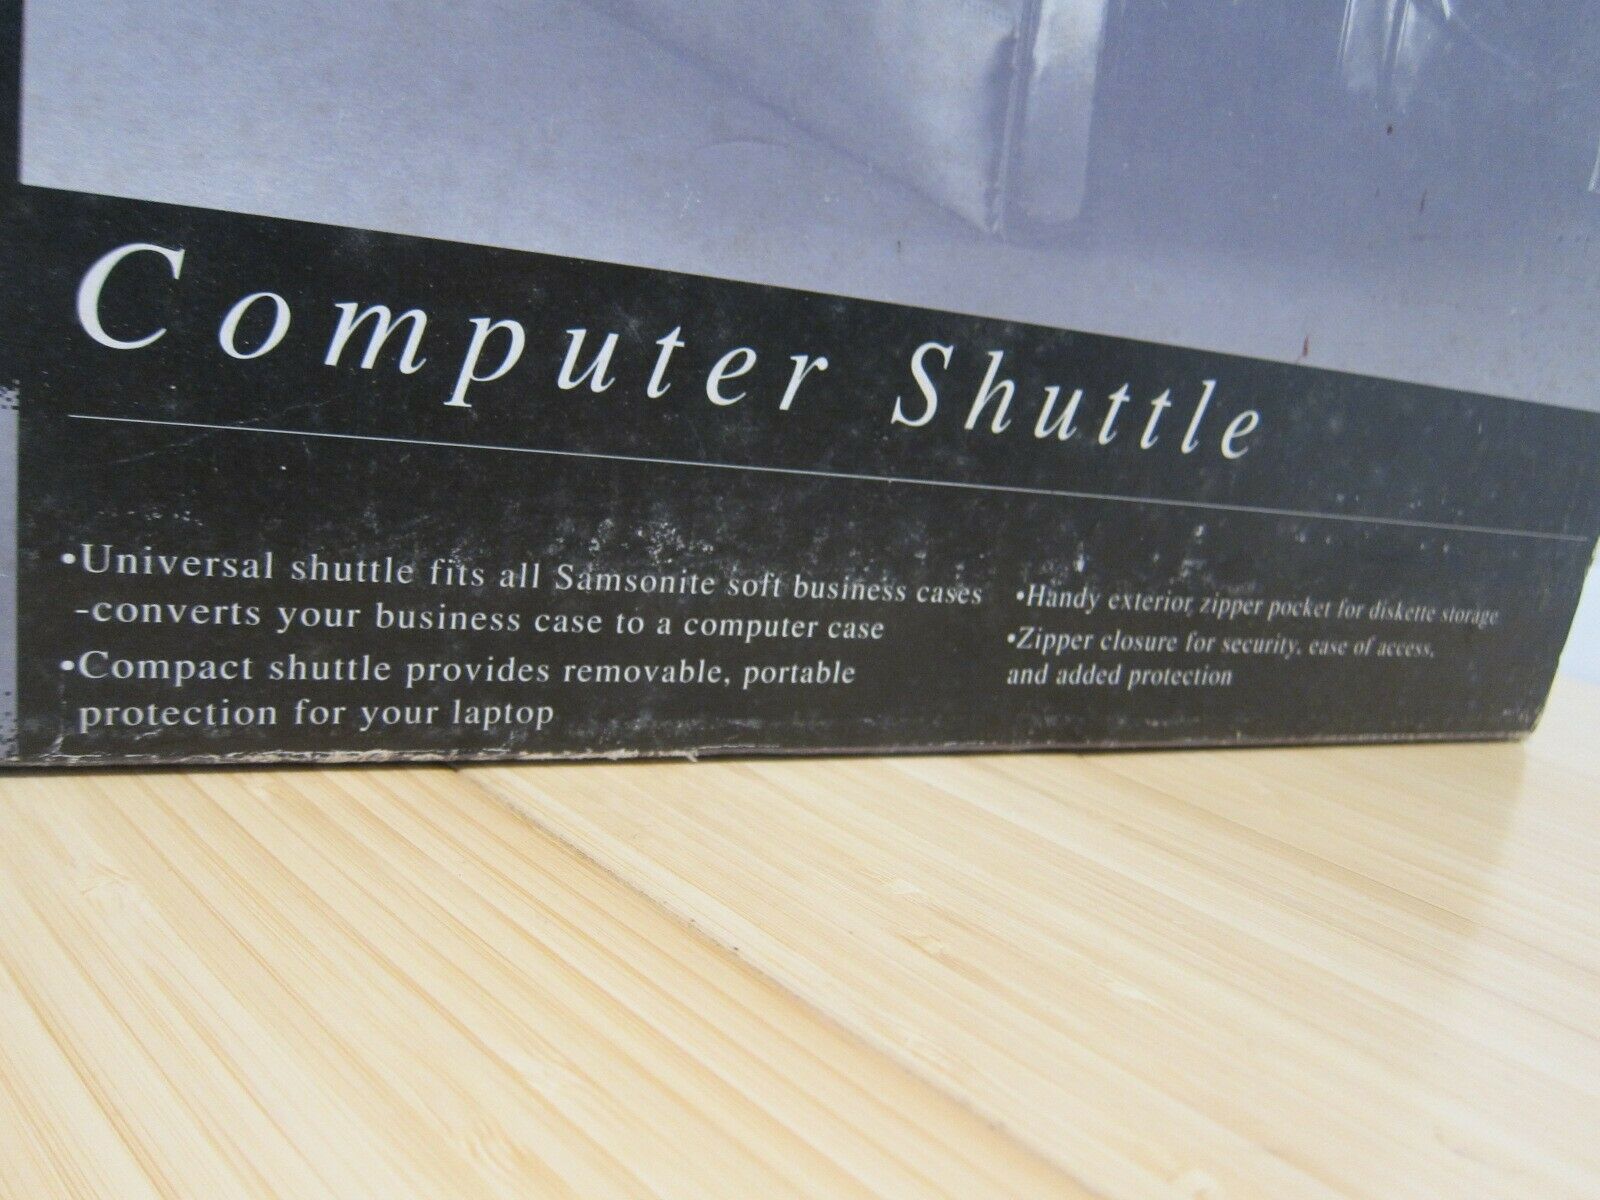 Computer Shuttle
•Universal shuttle fits all Samsonite soft business cases
-converts your business case to a computer case
•Compact shuttle provides removable, portable
protection for your laptop
•Handy exterior zipper pocket for diskette storage
•Zipper closure for security, ease of access,
and added protection